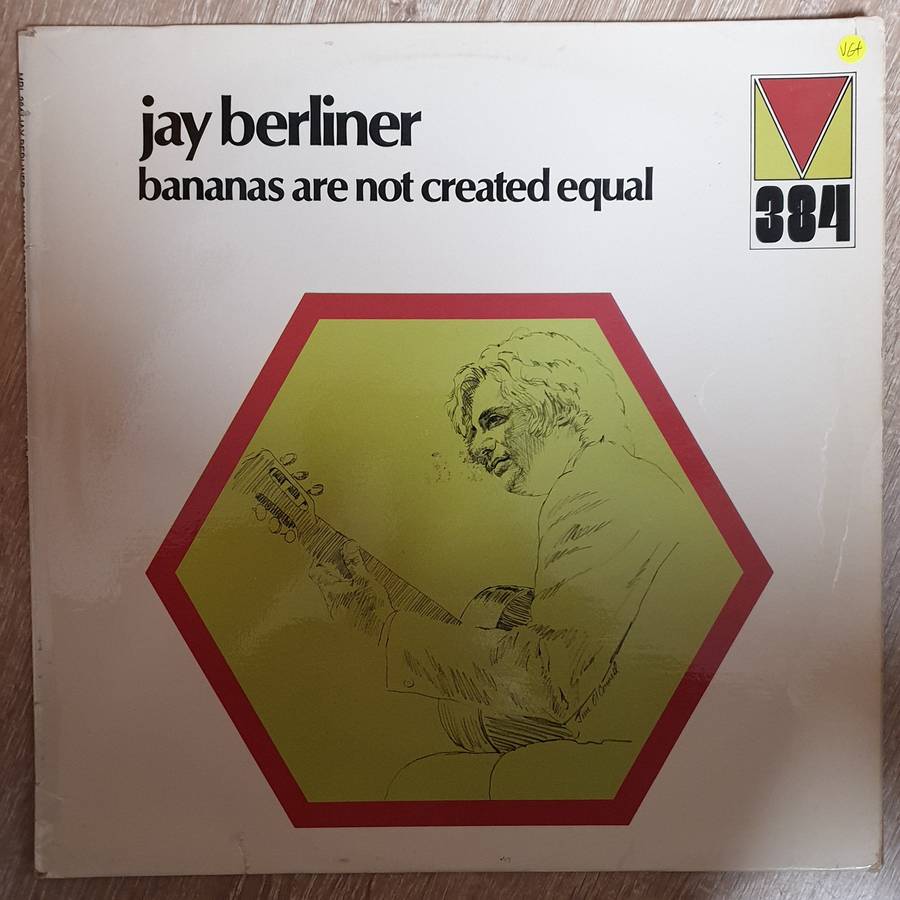 VG+
jay berliner
bananas are not created equal
384